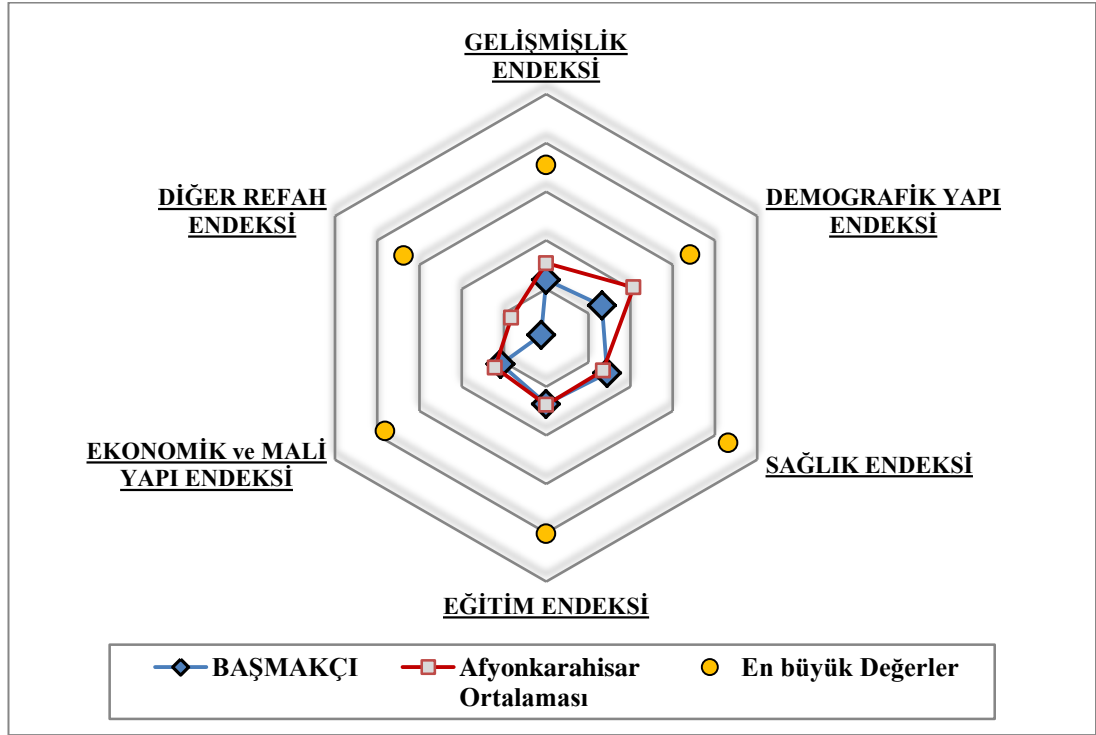 GELİŞMİŞLİK
ENDEKSİ
DEMOGRAFİK YAPI
ENDEKSİ
SAĞLIK ENDEKSİ
EĞİTİM ENDEKSİ
EKONOMİK ve MALİ
YAPI ENDEKSİ
DİĞER REFAH
ENDEKSİ
BAŞMAKÇI
Afyonkarahisar
Ortalaması
En büyük Değerler